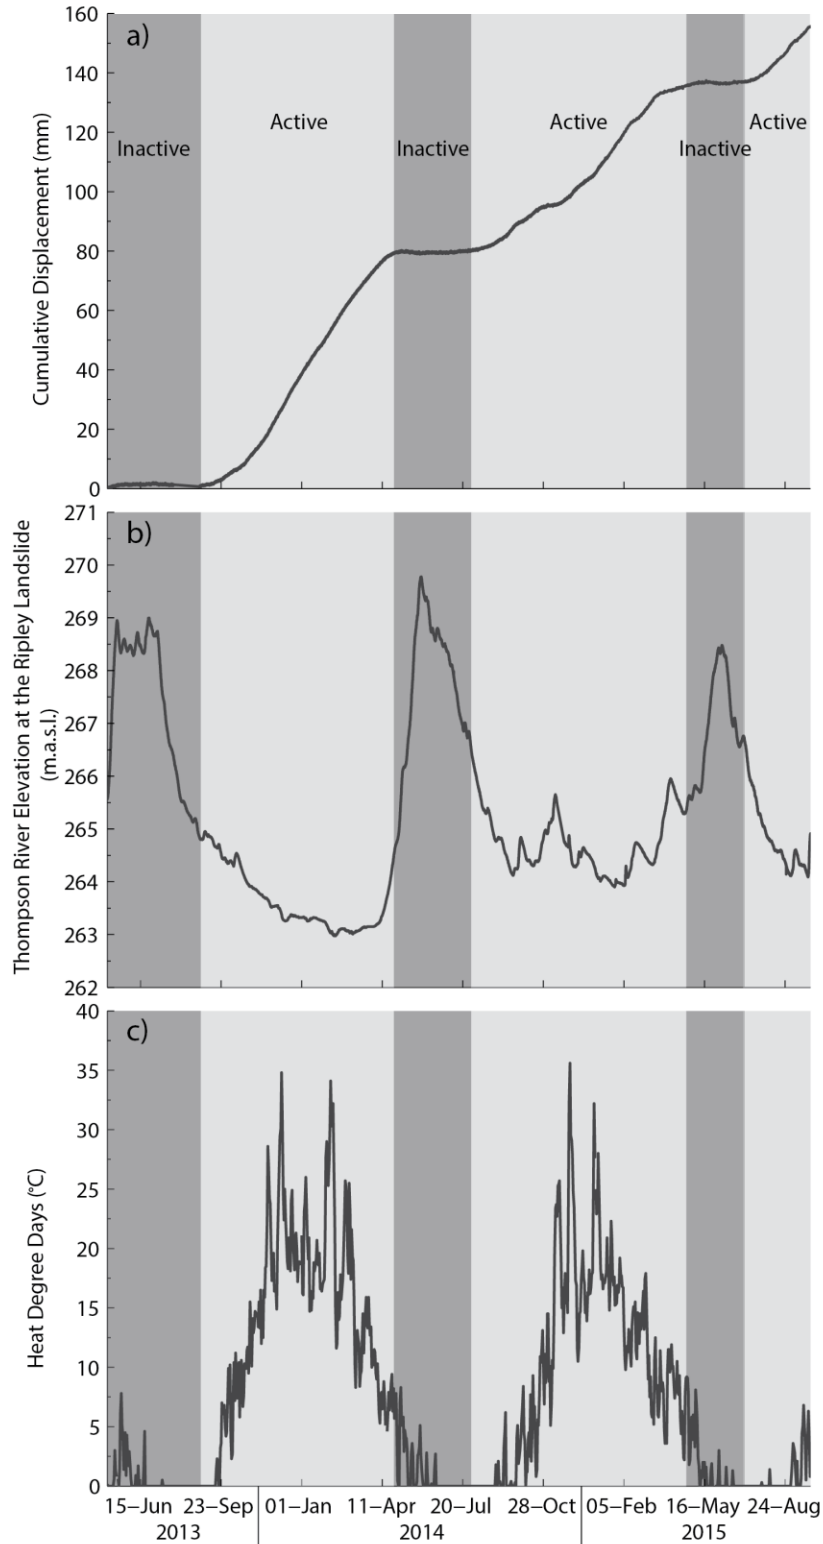 a)
Cumulative Displacement (mm)
160
140
120
100
80
60
40
20
0
Inactive
Active
Inactive
Active
Inactive
Active
b)
Thompson River Elevation at the Ripley Landslide
(m.a.s.l.)
271
270
269
268
267
266
265
264
263
262
c)
Heat Degree Days (°C)
40
35
30
25
20
15
10
5
0
15–Jun 23–Sep 01–Jan 11–Apr 20–Jul 28–Oct 05–Feb 16–May 24–Aug
2013 2014 2015